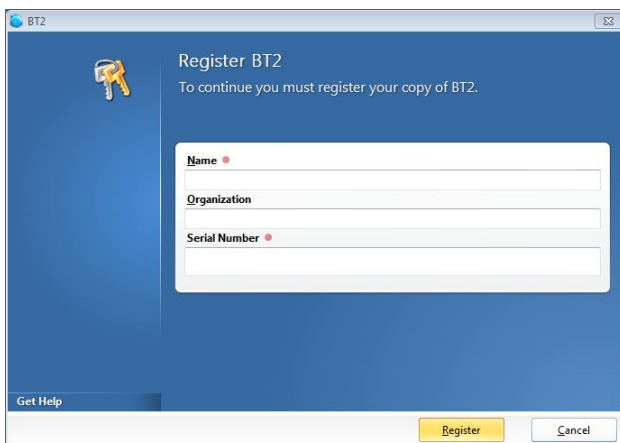 BT2
Register BT2
To continue you must register your copy of BT2.
Name
Organization
Serial Number
Get Help
Register
Cancel